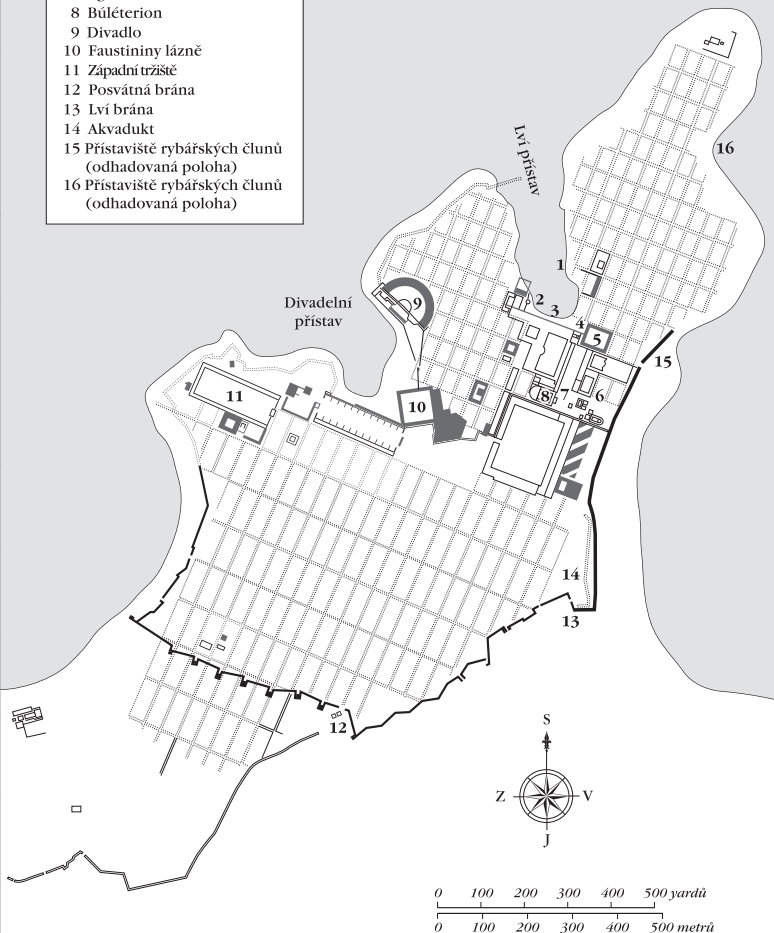 8 Búléterion
9 Divadlo
10 Faustininy lázně
11 Západní tržiště
12 Posvátná brána
13 Lví brána
14 Akvadukt
15 Přístaviště rybářských člunů
(odhadovaná poloha)
16 Přístaviště rybářských člunů
(odhadovaná poloha)
Lví přístav
16
1
9
2
Divadelní
přístav
3
4
5
15
11
10
8
7
6
14
13
12
S
Z
V
J
0 100 200 300 400 500 yardů
0 100 200 300 400 500 metrů